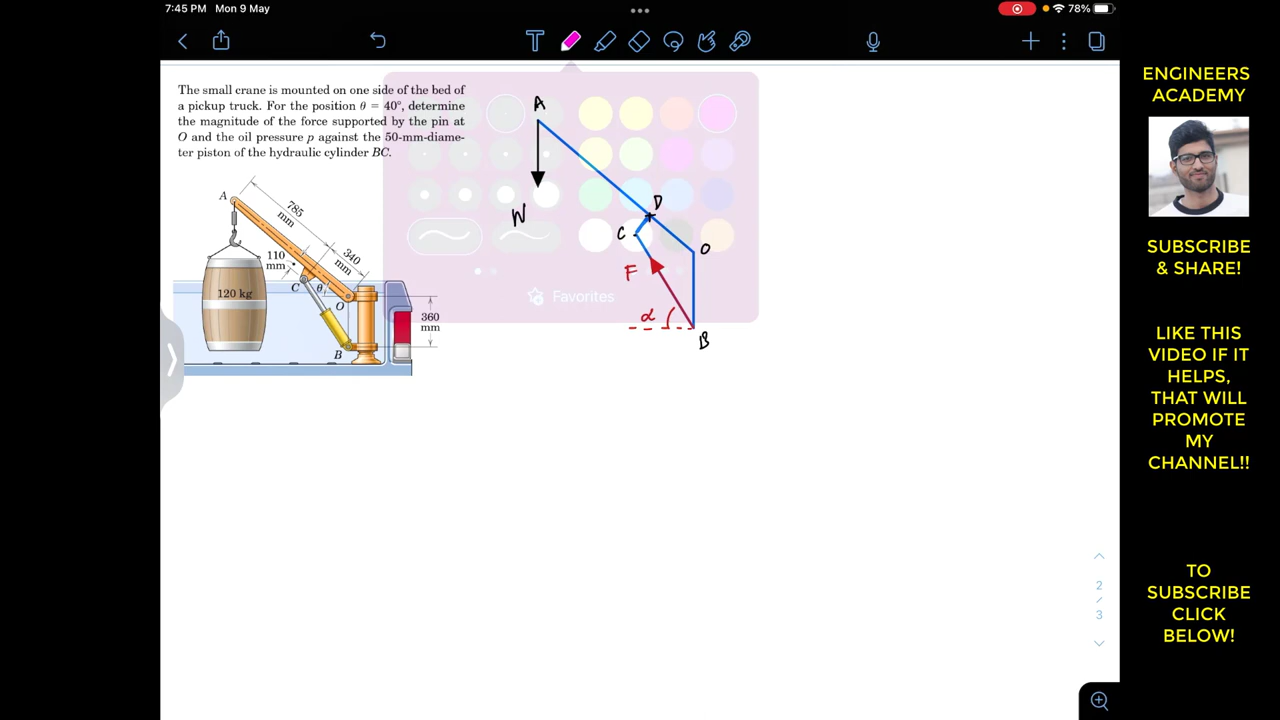 7:45 PM Mon 9 May
78%
The small crane is mounted on one side of the bed of
a pickup truck. For the position θ = 40°, determine
the magnitude of the force supported by the pin at
O and the oil pressure p against the 50-mm-diame-
ter piston of the hydraulic cylinder BC.
A
785
mm
340
mm
110
mm
C
θ
O
120 kg
360
mm
B
A
W
D
C
O
F
α
B
Favorites
2
3
ENGINEERS
ACADEMY
SUBSCRIBE
& SHARE!
LIKE THIS
VIDEO IF IT
HELPS,
THAT WILL
PROMOTE
MY
CHANNEL!!
TO
SUBSCRIBE
CLICK
BELOW!